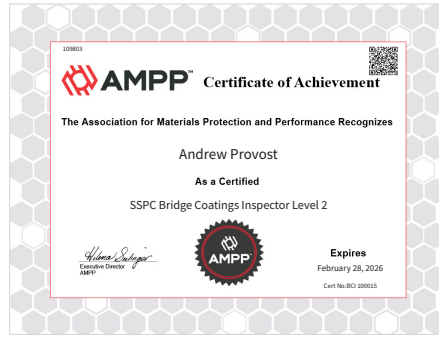 109803
AMPP™ Certificate of Achievement
The Association for Materials Protection and Performance Recognizes
Andrew Provost
As a Certified
SSPC Bridge Coatings Inspector Level 2
AMPP
Executive Director
AMPP
Expires
February 28, 2026
Cert No.BCI 100015